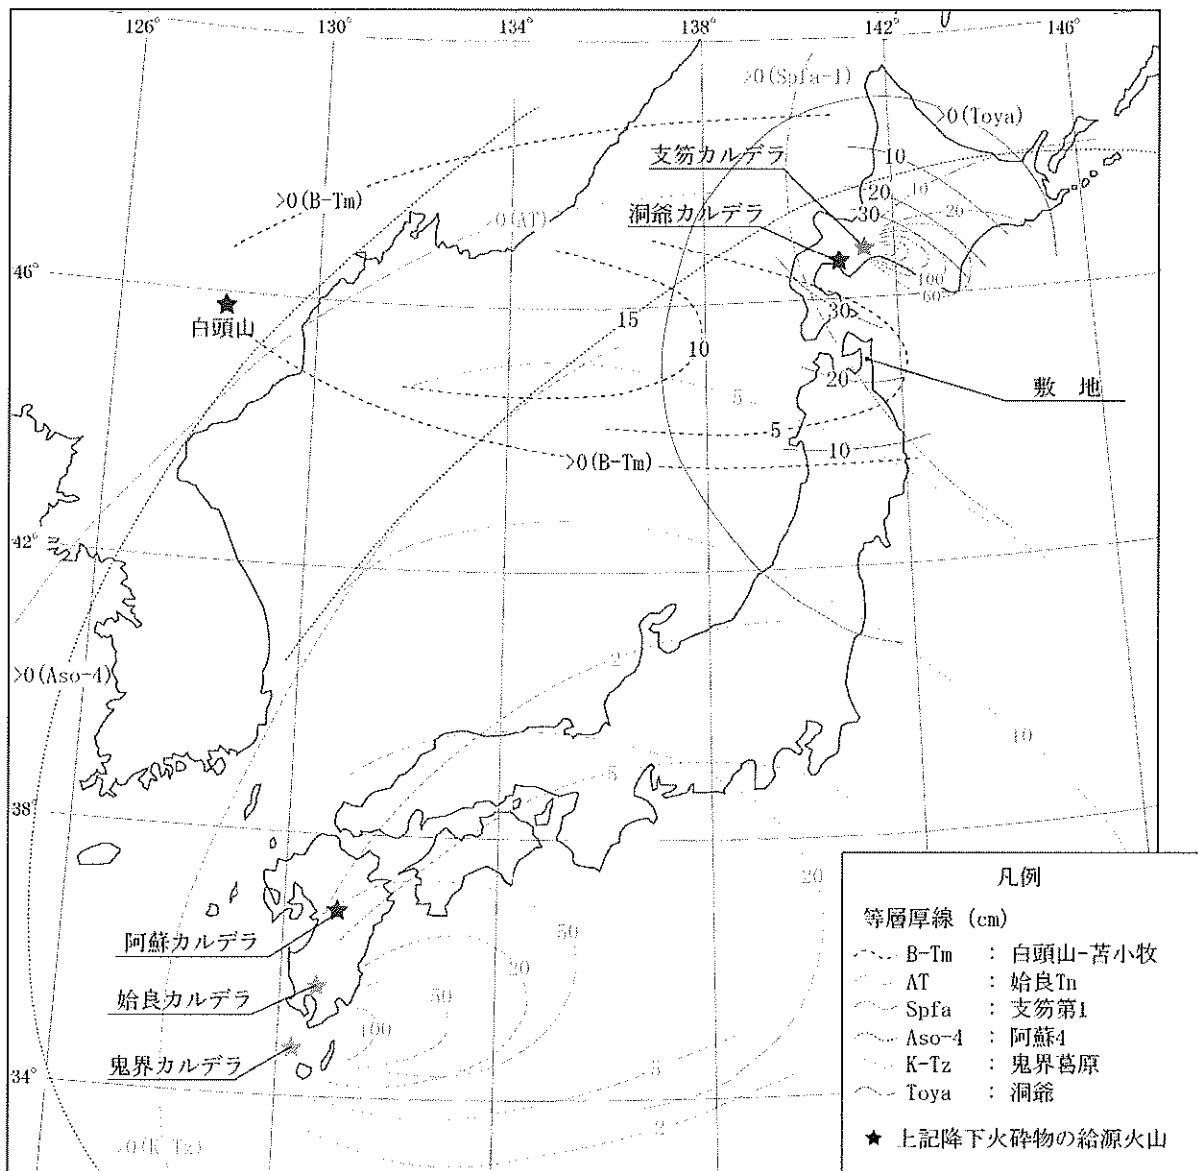 126° 130° 134° 138° 142° 146°
>0(Spfa-1)
>0(Toya)
支笏カルデラ
10
10
>0(B-Tm)
20
>0(AT)
洞爺カルデラ
30
20
46°
100
60
白頭山
15
30
10
敷 地
20
5
5
10
>0(B-Tm)
42°
2
>0(Aso-4)
10
5
38°
20
阿蘇カルデラ
50
20
姶良カルデラ
50
100
鬼界カルデラ
34°
5
2
>0(K-Tz)
凡例
等層厚線 (cm)
B-Tm : 白頭山-苫小牧
AT : 姶良Tn
Spfa : 支笏第1
Aso-4 : 阿蘇4
K-Tz : 鬼界葛原
Toya : 洞爺
★ 上記降下火砕物の給源火山